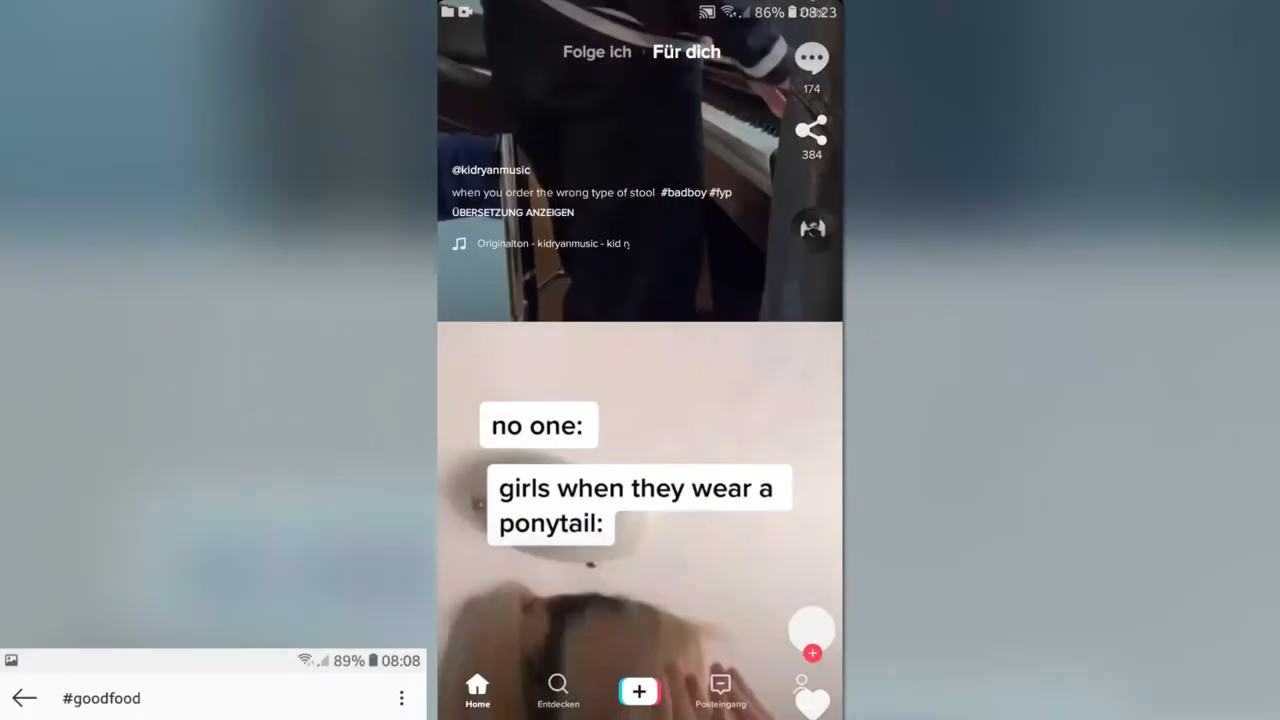 86% 08:23
Folge ich Für dich
174
384
@kidryanmusic
when you order the wrong type of stool #badboy #fyp
ÜBERSETZUNG ANZEIGEN
Originalton - kidryanmusic - kid ry
no one:
girls when they wear a
ponytail:
Home
Entdecken
Posteingang
89% 08:08
#goodfood